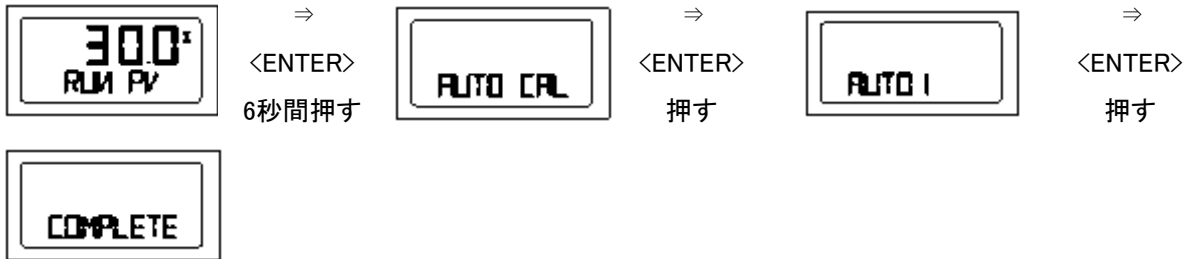 30.0%
RUN PV
⇒
<ENTER>
6秒間押す
AUTO CAL
⇒
<ENTER>
押す
AUTO 1
⇒
<ENTER>
押す
COMPLETE